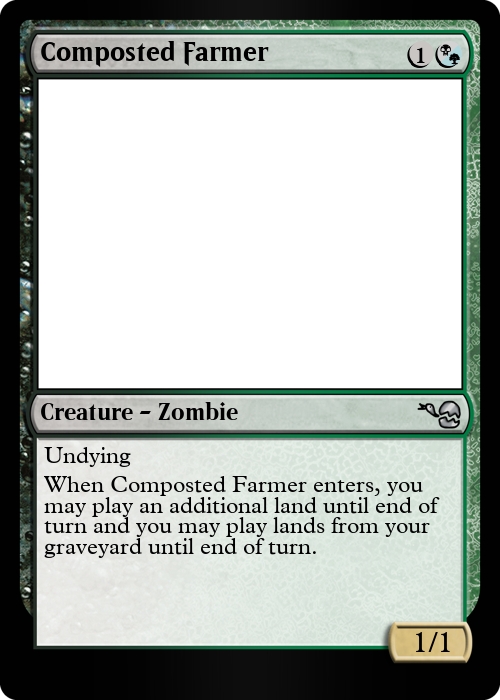 Composted Farmer 1
Creature – Zombie
Undying
When Composted Farmer enters, you
may play an additional land until end of
turn and you may play lands from your
graveyard until end of turn.
1/1